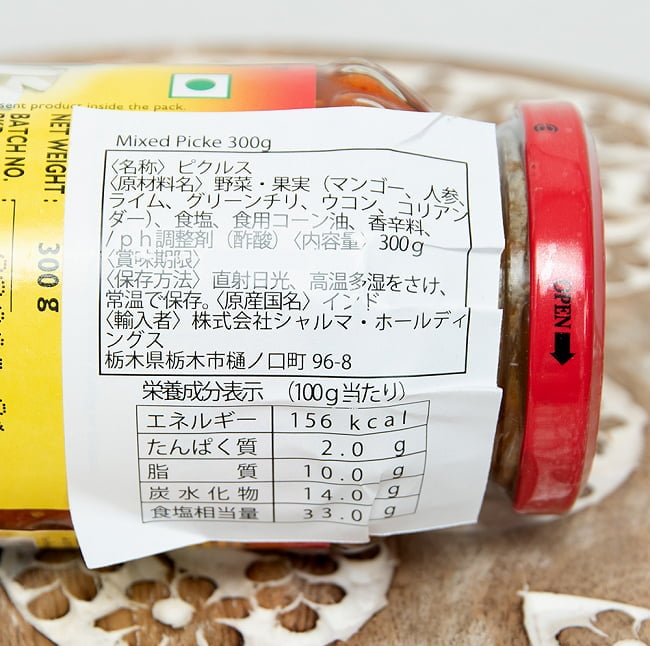 sent product inside the pack.
NET WEIGHT : 300 g
BATCH NO. :
Mixed Picke 300g
〈名称〉ピクルス
〈原材料名〉野菜・果実（マンゴー、人参、
ライム、グリーンチリ、ウコン、コリアン
ダー）、食塩、食用コーン油、香辛料、
/ｐｈ調整剤（酢酸）〈内容量〉300g
〈賞味期限〉
〈保存方法〉直射日光、高温多湿をさけ、
常温で保存。〈原産国名〉インド
〈輸入者〉株式会社シャルマ・ホールディ
ングス
栃木県栃木市樋ノ口町 96-8
栄養成分表示　（100g当たり）
エネルギー 156 kcal
たんぱく質 2.0 g
脂質 10.0 g
炭水化物 14.0 g
食塩相当量 33.0 g
OPEN